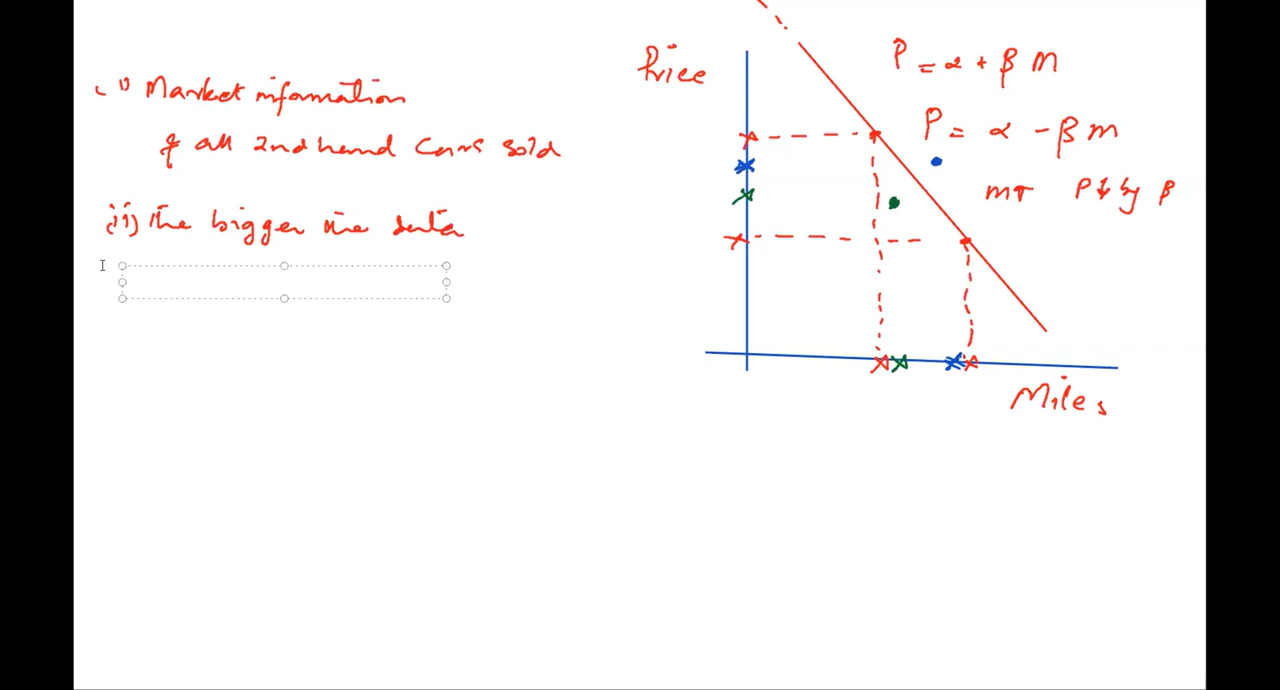 (i) Market information
of all 2nd hand cars sold
(ii) the bigger the data
Price
P = α + β M
P = α - β m
m↑ P↓ by β
Miles